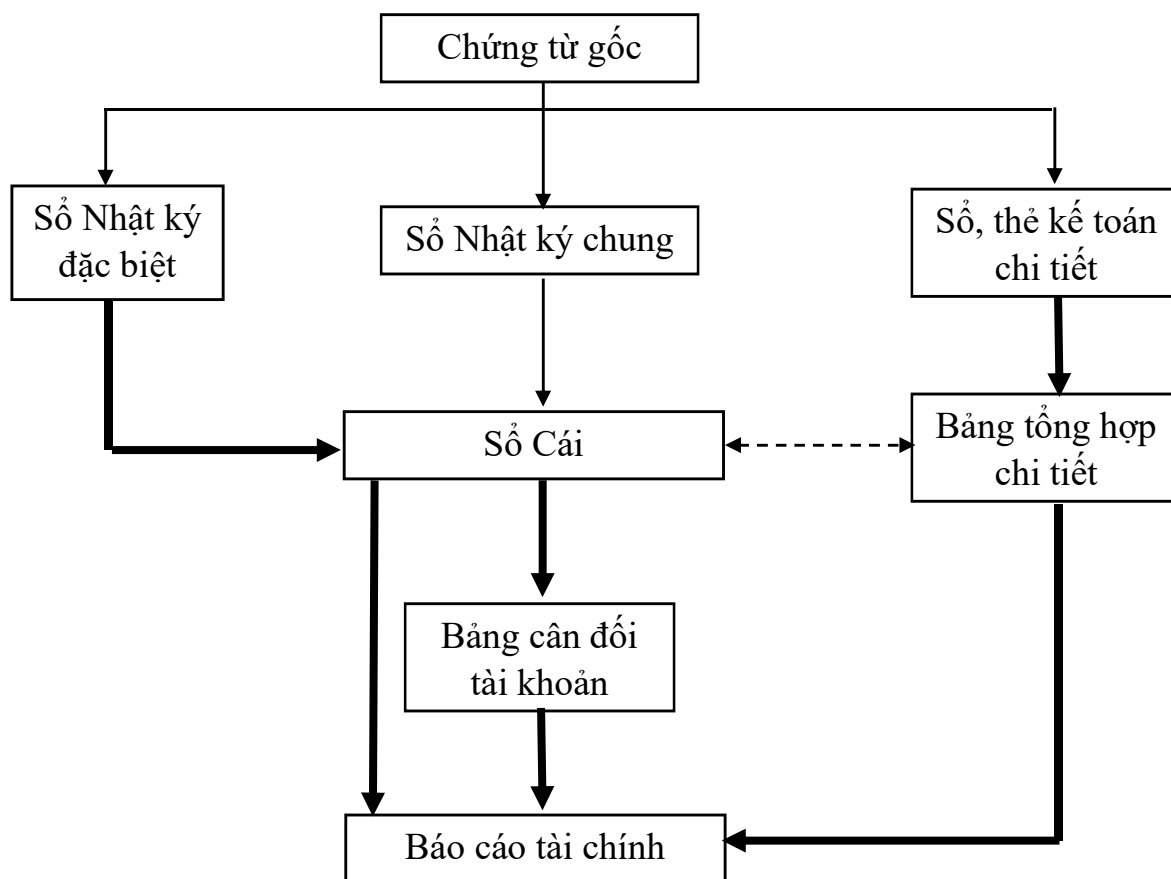 Chứng từ gốc
Sổ Nhật ký
đặc biệt
Sổ Nhật ký chung
Sổ, thẻ kế toán
chi tiết
Sổ Cái
Bảng tổng hợp
chi tiết
Bảng cân đối
tài khoản
Báo cáo tài chính